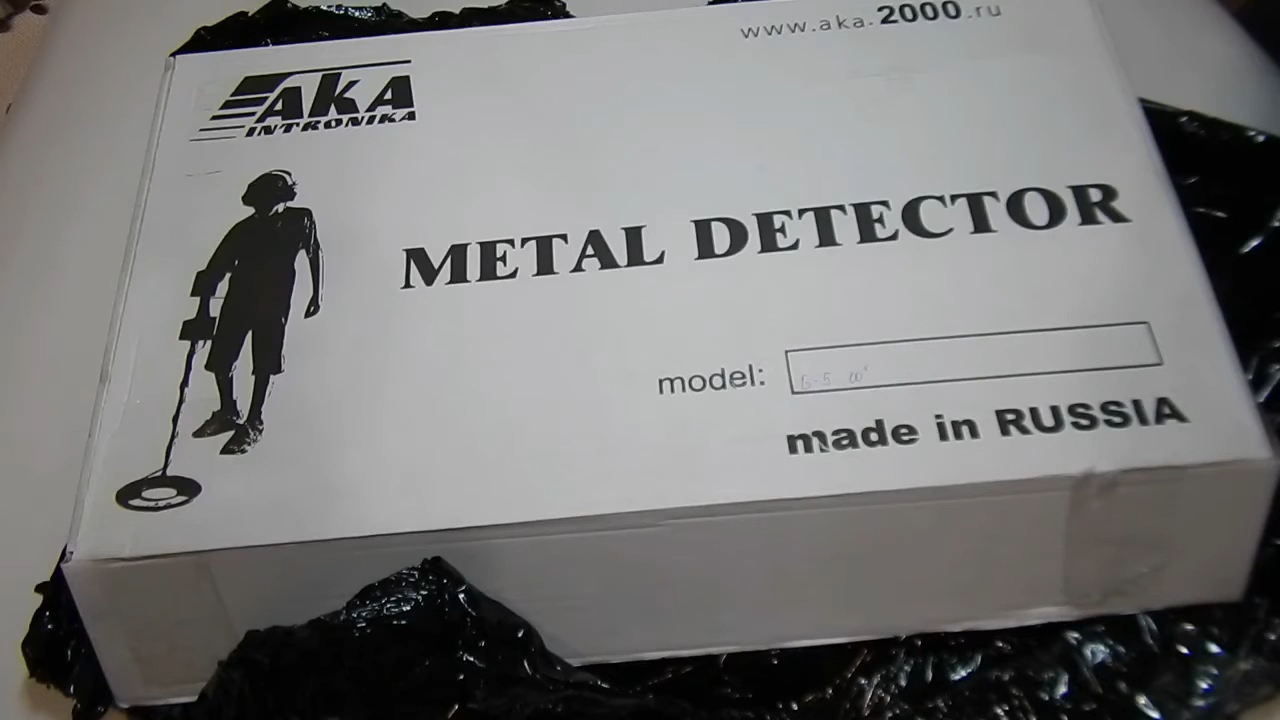 www.aka.2000.ru
AKA
INTRONIKA
METAL DETECTOR
model:
made in RUSSIA